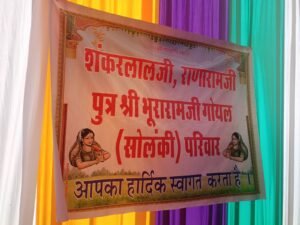 शंकरलालजी, राणारामजी
पुत्र श्री भूरारामजी गोयल
(सोलंकी) परिवार
आपका हार्दिक स्वागत करता है ।